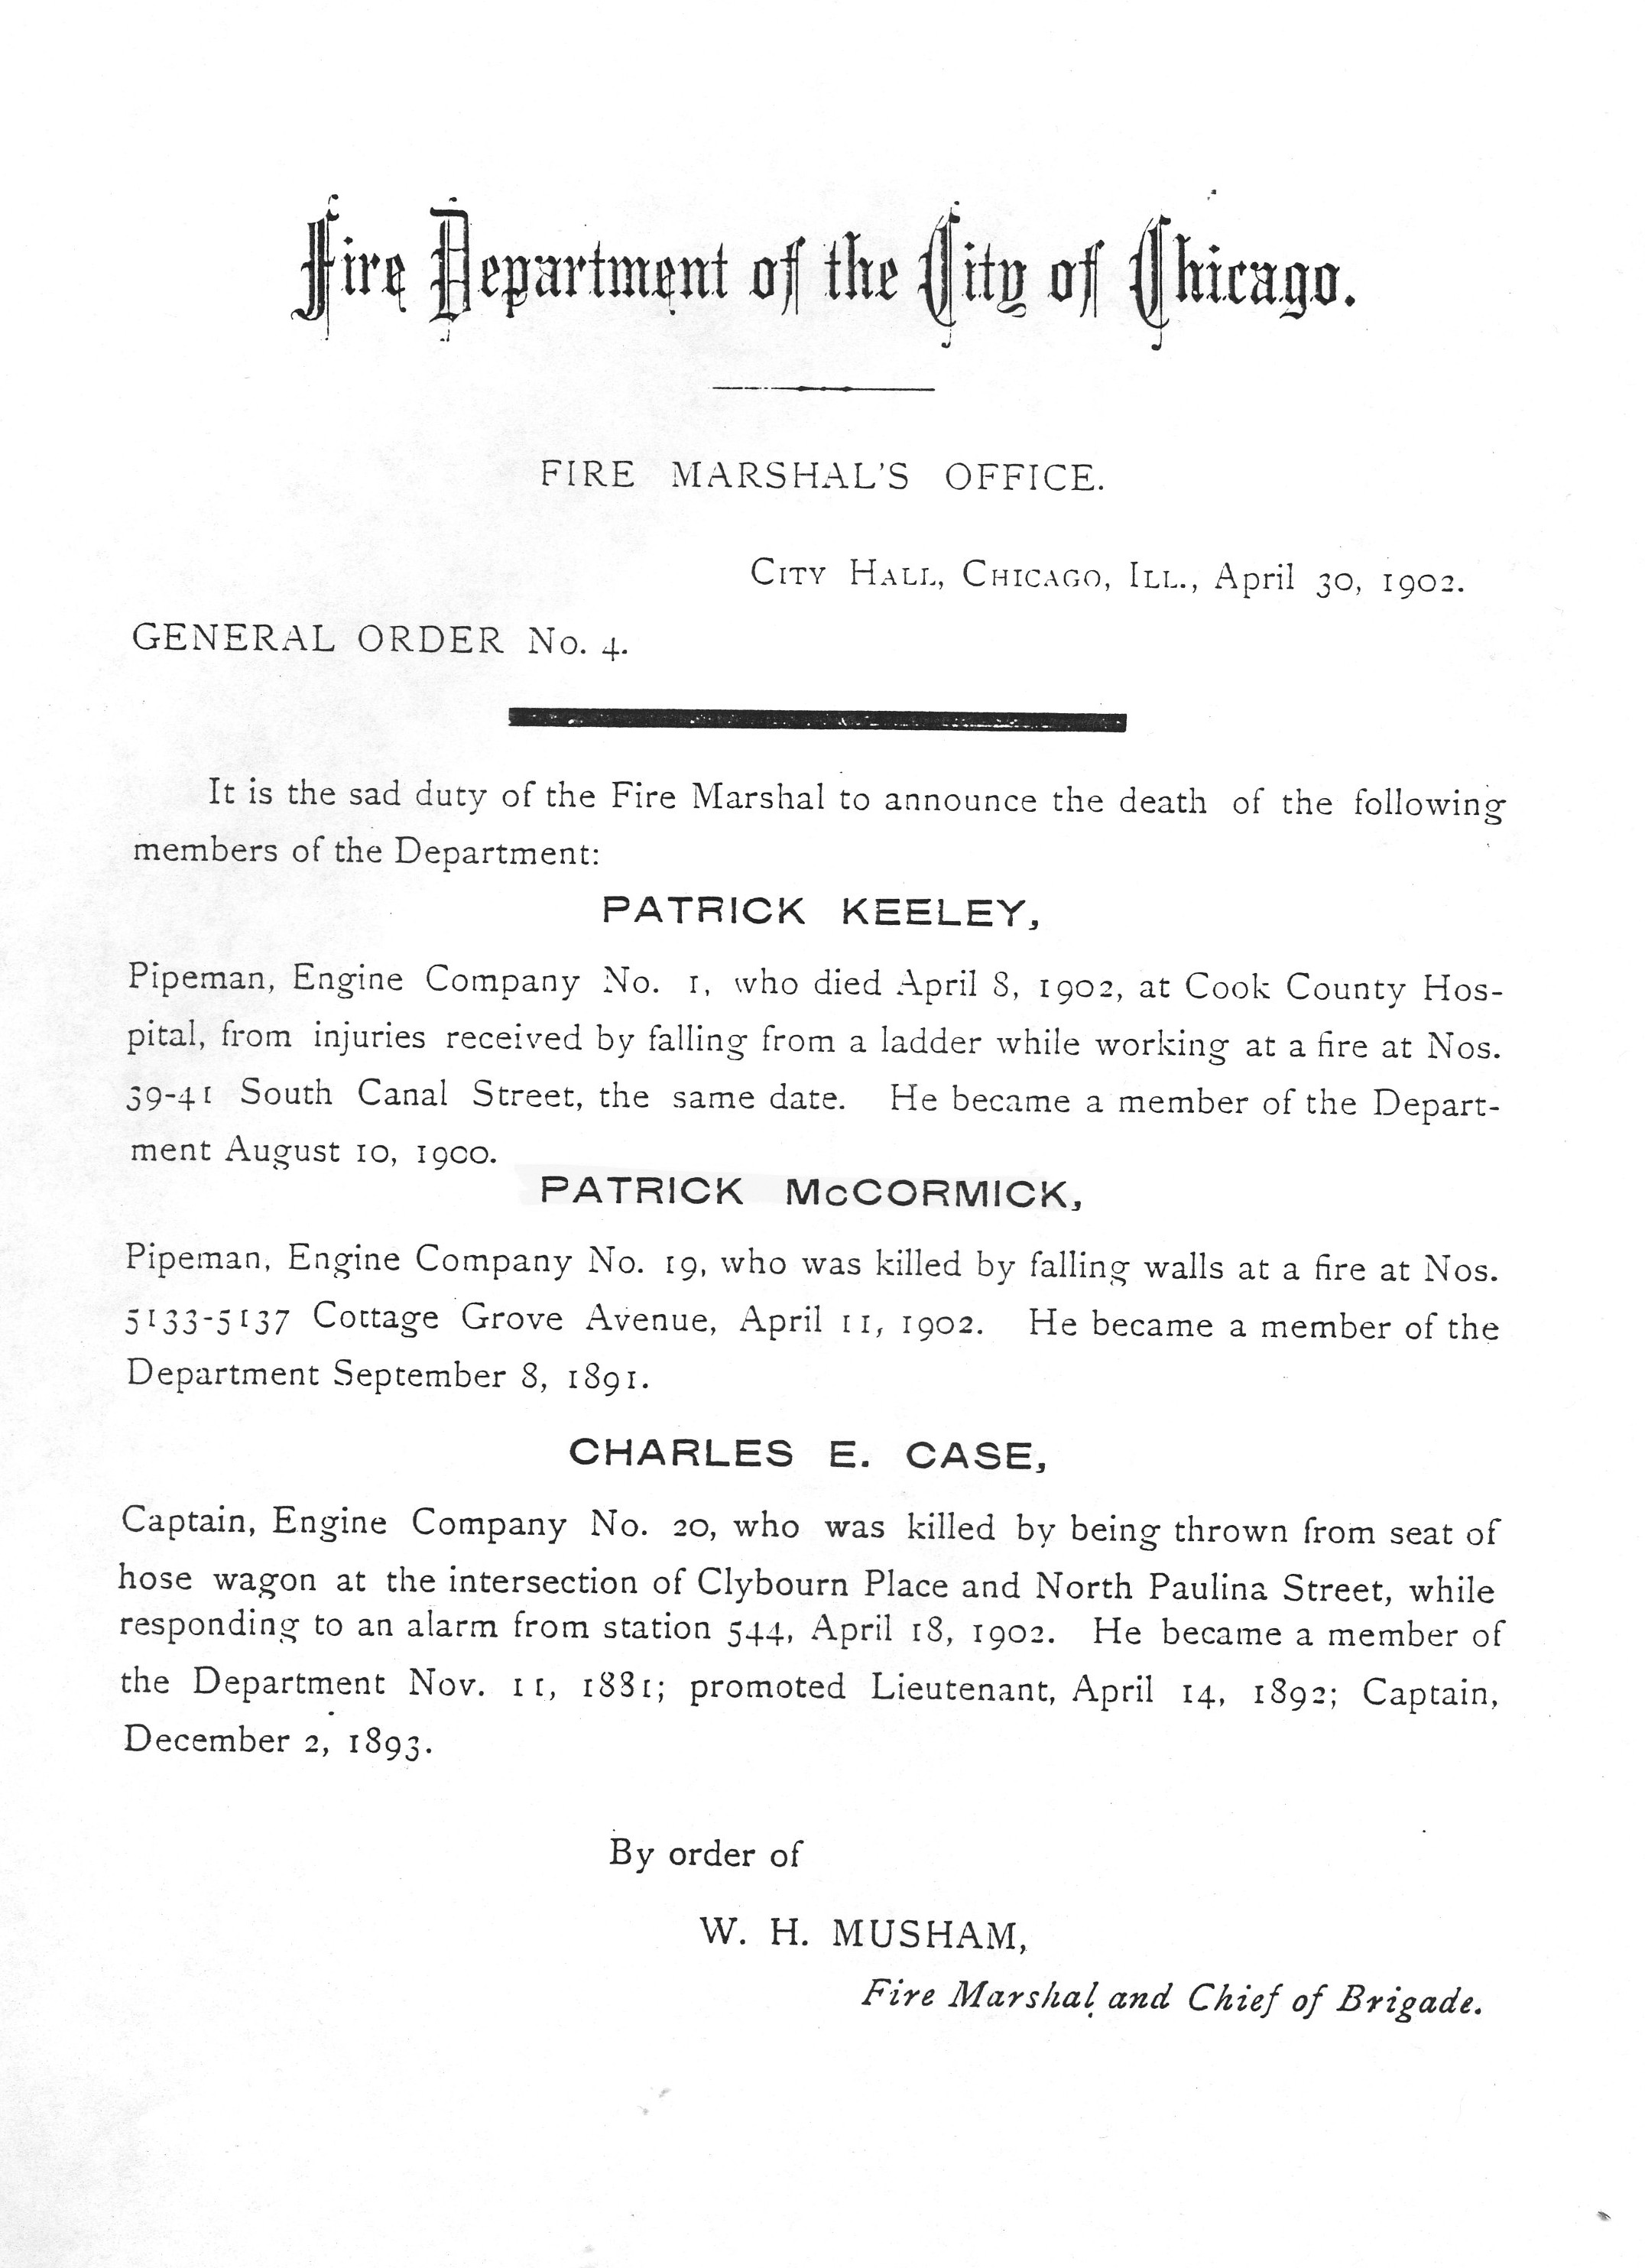 Fire Department of the City of Chicago.
FIRE MARSHAL'S OFFICE.
CITY HALL, CHICAGO, ILL., April 30, 1902.
GENERAL ORDER No. 4.
It is the sad duty of the Fire Marshal to announce the death of the following
members of the Department:
PATRICK KEELEY,
Pipeman, Engine Company No. 1, who died April 8, 1902, at Cook County Hos-
pital, from injuries received by falling from a ladder while working at a fire at Nos.
39-41 South Canal Street, the same date. He became a member of the Depart-
ment August 10, 1900.
PATRICK McCORMICK,
Pipeman, Engine Company No. 19, who was killed by falling walls at a fire at Nos.
5133-5137 Cottage Grove Avenue, April 11, 1902. He became a member of the
Department September 8, 1891.
CHARLES E. CASE,
Captain, Engine Company No. 20, who was killed by being thrown from seat of
hose wagon at the intersection of Clybourn Place and North Paulina Street, while
responding to an alarm from station 544, April 18, 1902. He became a member of
the Department Nov. 11, 1881; promoted Lieutenant, April 14, 1892; Captain,
December 2, 1893.
By order of
W. H. MUSHAM,
Fire Marshal and Chief of Brigade.